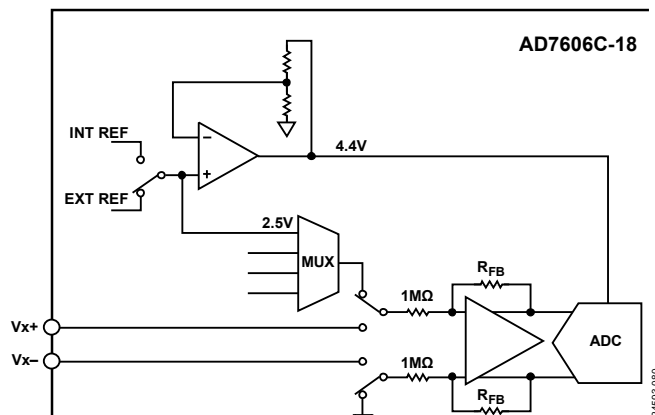 AD7606C-18
INT REF
EXT REF
−
+
4.4V
2.5V
MUX
1MΩ
RFB
Vx+
Vx−
1MΩ
RFB
ADC